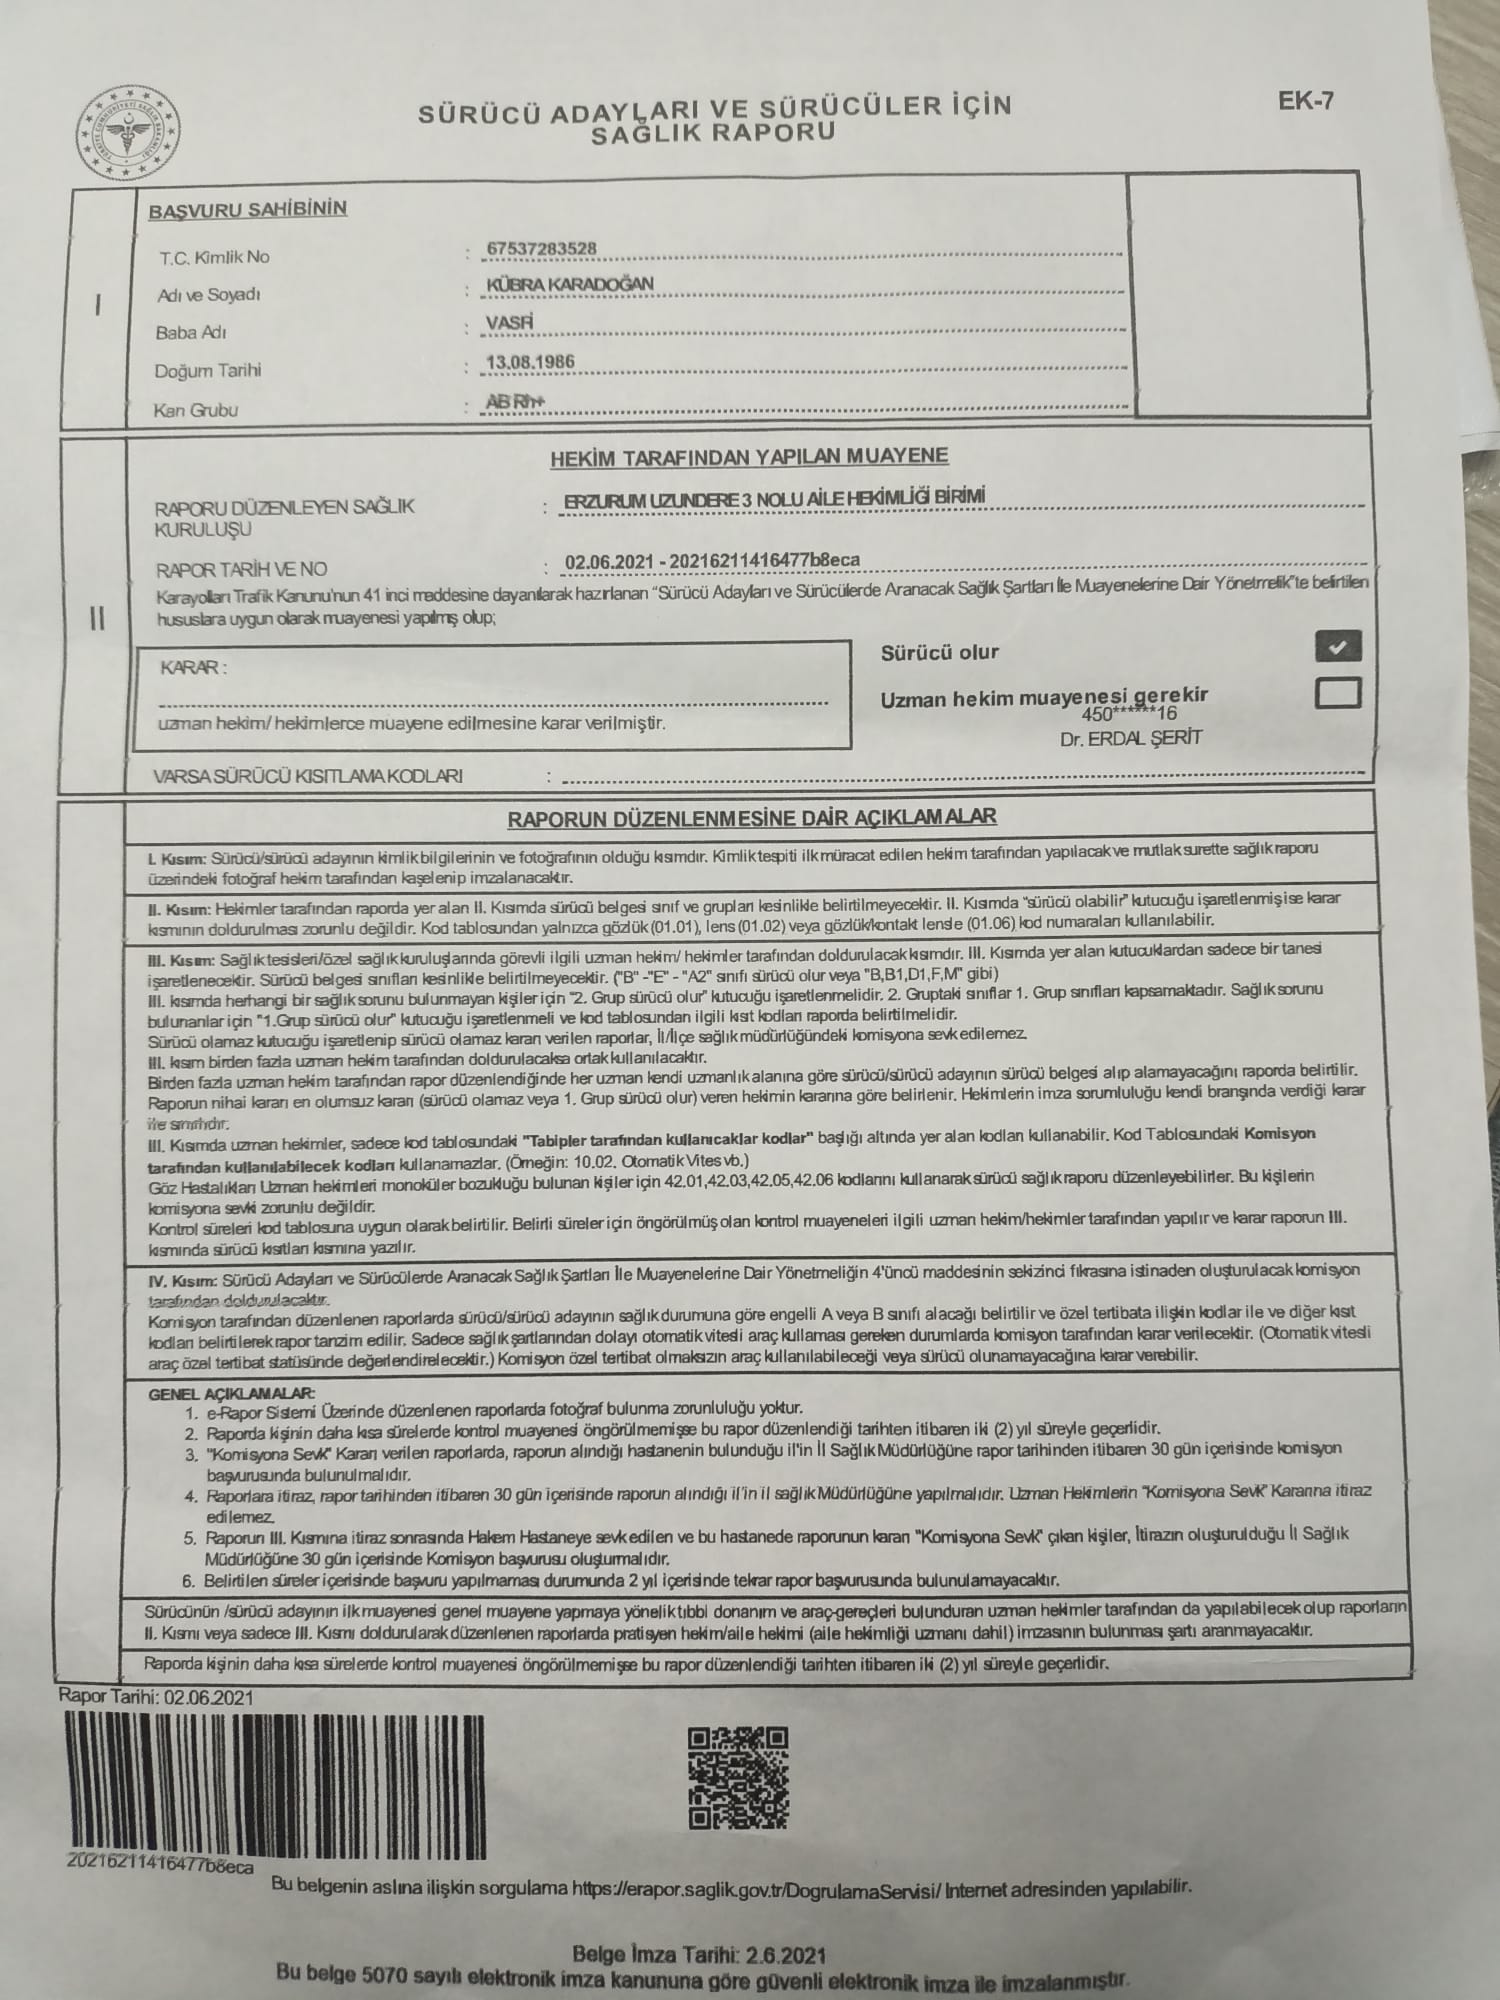 SÜRÜCÜ ADAYLARI VE SÜRÜCÜLER İÇİN
SAĞLIK RAPORU
EK-7
I
BAŞVURU SAHİBİNİN
T.C. Kimlik No : 67537283528
Adı ve Soyadı : KÜBRA KARADOĞAN
Baba Adı : VASFİ
Doğum Tarihi : 13.08.1986
Kan Grubu : AB Rh+
II
HEKİM TARAFINDAN YAPILAN MUAYENE
RAPORU DÜZENLEYEN SAĞLIK KURULUŞU : ERZURUM UZUNDERE 3 NOLU AİLE HEKİMLİĞİ BİRİMİ
RAPOR TARİH VE NO : 02.06.2021 - 20216211416477b8eca
Karayolları Trafik Kanunu'nun 41 inci maddesine dayanılarak hazırlanan “Sürücü Adayları ve Sürücülerde Aranacak Sağlık Şartları İle Muayenelerine Dair Yönetmelik”te belirtilen
hususlara uygun olarak muayenesi yapılmış olup;
KARAR :
uzman hekim/ hekimlerce muayene edilmesine karar verilmiştir.
Sürücü olur
Uzman hekim muayenesi gerekir
450******16
Dr. ERDAL ŞERİT
VARSA SÜRÜCÜ KISITLAMA KODLARI :
RAPORUN DÜZENLENMESİNE DAİR AÇIKLAMALAR
I. Kısım: Sürücü/sürücü adayının kimlik bilgilerinin ve fotoğrafının olduğu kısımdır. Kimlik tespiti ilk müracat edilen hekim tarafından yapılacak ve mutlak surette sağlık raporu
üzerindeki fotoğraf hekim tarafından kaşelenip imzalanacaktır.
II. Kısım: Hekimler tarafından raporda yer alan II. Kısımda sürücü belgesi sınıf ve grupları kesinlikle belirtilmeyecektir. II. Kısımda “sürücü olabilir” kutucuğu işaretlenmiş ise karar
kısmının doldurulması zorunlu değildir. Kod tablosundan yalnızca gözlük (01.01), lens (01.02) veya gözlük/kontakt lensle (01.06) kod numaraları kullanılabilir.
III. Kısım: Sağlık tesisleri/özel sağlık kuruluşlarında görevli ilgili uzman hekim/ hekimler tarafından doldurulacak kısımdır. III. Kısımda yer alan kutucuklardan sadece bir tanesi
işaretlenecektir. Sürücü belgesi sınıfları kesinlikle belirtilmeyecektir. ("B" -"E" - "A2" sınıfı sürücü olur veya "B,B1,D1,F,M" gibi)
III. kısımda herhangi bir sağlık sorunu bulunmayan kişiler için "2. Grup sürücü olur" kutucuğu işaretlenmelidir. 2. Gruptaki sınıflar 1. Grup sınıfları kapsamaktadır. Sağlık sorunu
bulunanlar için "1.Grup sürücü olur" kutucuğu işaretlenmeli ve kod tablosundan ilgili kısıt kodları raporda belirtilmelidir.
Sürücü olamaz kutucuğu işaretlenip sürücü olamaz kararı verilen raporlar, İl/İlçe sağlık müdürlüğündeki komisyona sevk edilemez.
III. kısım birden fazla uzman hekim tarafından doldurulacaksa ortak kullanılacaktır.
Birden fazla uzman hekim tarafından rapor düzenlendiğinde her uzman kendi uzmanlık alanına göre sürücü/sürücü adayının sürücü belgesi alıp alamayacağını raporda belirtilir.
Raporun nihai kararı en olumsuz kararı (sürücü olamaz veya 1. Grup sürücü olur) veren hekimin kararına göre belirlenir. Hekimlerin imza sorumluluğu kendi branşında verdiği karar
ile sınırlıdır.
III. Kısımda uzman hekimler, sadece kod tablosundaki "Tabipler tarafından kullanıcaklar kodlar" başlığı altında yer alan kodları kullanabilir. Kod Tablosundaki Komisyon
tarafından kullanılabilecek kodları kullanamazlar. (Örneğin: 10.02. Otomatik Vites vb.)
Göz Hastalıkları Uzman hekimleri monoküler bozukluğu bulunan kişiler için 42.01,42.03,42.05,42.06 kodlarını kullanarak sürücü sağlık raporu düzenleyebilirler. Bu kişilerin
komisyona sevki zorunlu değildir.
Kontrol süreleri kod tablosuna uygun olarak belirtilir. Belirli süreler için öngörülmüş olan kontrol muayeneleri ilgili uzman hekim/hekimler tarafından yapılır ve karar raporun III.
kısmında sürücü kısıtları kısmına yazılır.
IV. Kısım: Sürücü Adayları ve Sürücülerde Aranacak Sağlık Şartları İle Muayenelerine Dair Yönetmeliğin 4'üncü maddesinin sekizinci fıkrasına istinaden oluşturulacak komisyon
tarafından doldurulacaktır.
Komisyon tarafından düzenlenen raporlarda sürücü/sürücü adayının sağlık durumuna göre engelli A veya B sınıfı alacağı belirtilir ve özel tertibata ilişkin kodlar ile ve diğer kısıt
kodları belirtilerek rapor tanzim edilir. Sadece sağlık şartlarından dolayı otomatik vitesli araç kullaması gereken durumlarda komisyon tarafından karar verilecektir. (Otomatik vitesli
araç özel tertibat statüsünde değerlendirelecektir.) Komisyon özel tertibat olmaksızın araç kullanılabileceği veya sürücü olunamayacağına karar verebilir.
GENEL AÇIKLAMALAR:
1. e-Rapor Sistemi Üzerinde düzenlenen raporlarda fotoğraf bulunma zorunluluğu yoktur.
2. Raporda kişinin daha kısa sürelerde kontrol muayenesi öngörülmemişse bu rapor düzenlendiği tarihten itibaren iki (2) yıl süreyle geçerlidir.
3. "Komisyona Sevk" Kararı verilen raporlarda, raporun alındığı hastanenin bulunduğu il'in İl Sağlık Müdürlüğüne rapor tarihinden itibaren 30 gün içerisinde komisyon
başvurusunda bulunulmalıdır.
4. Raporlara itiraz, rapor tarihinden itibaren 30 gün içerisinde raporun alındığı il'in il sağlık Müdürlüğüne yapılmalıdır. Uzman Hekimlerin "Komisyona Sevk" Kararına itiraz
edilemez.
5. Raporun III. Kısmına itiraz sonrasında Hakem Hastaneye sevk edilen ve bu hastanede raporunun kararı "Komisyona Sevk" çıkan kişiler, İtirazın oluşturulduğu İl Sağlık
Müdürlüğüne 30 gün içerisinde Komisyon başvurusu oluşturmalıdır.
6. Belirtilen süreler içerisinde başvuru yapılmaması durumunda 2 yıl içerisinde tekrar rapor başvurusunda bulunulamayacaktır.
Sürücünün /sürücü adayının ilk muayenesi genel muayene yapmaya yönelik tıbbi donanım ve araç-gereçleri bulunduran uzman hekimler tarafından da yapılabilecek olup raporların
II. Kısmı veya sadece III. Kısmı doldurularak düzenlenen raporlarda pratisyen hekim/aile hekimi (aile hekimliği uzmanı dahil) imzasının bulunması şartı aranmayacaktır.
Raporda kişinin daha kısa sürelerde kontrol muayenesi öngörülmemişse bu rapor düzenlendiği tarihten itibaren iki (2) yıl süreyle geçerlidir.
Rapor Tarihi: 02.06.2021
20216211416477b8eca
Bu belgenin aslına ilişkin sorgulama https://erapor.saglik.gov.tr/DogrulamaServisi/ Internet adresinden yapılabilir.
Belge İmza Tarihi: 2.6.2021
Bu belge 5070 sayılı elektronik imza kanununa göre güvenli elektronik imza ile imzalanmıştır.